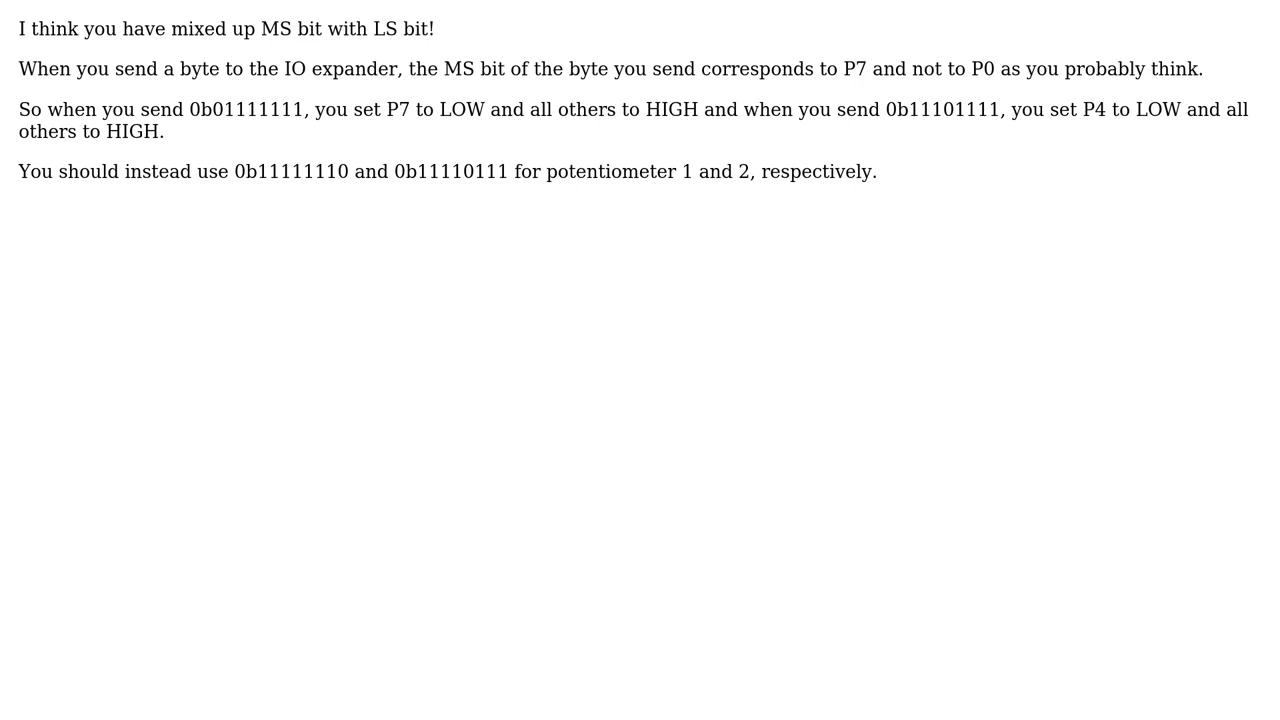 I think you have mixed up MS bit with LS bit!
When you send a byte to the IO expander, the MS bit of the byte you send corresponds to P7 and not to P0 as you probably think.
So when you send 0b01111111, you set P7 to LOW and all others to HIGH and when you send 0b11101111, you set P4 to LOW and all
others to HIGH.
You should instead use 0b11111110 and 0b11110111 for potentiometer 1 and 2, respectively.